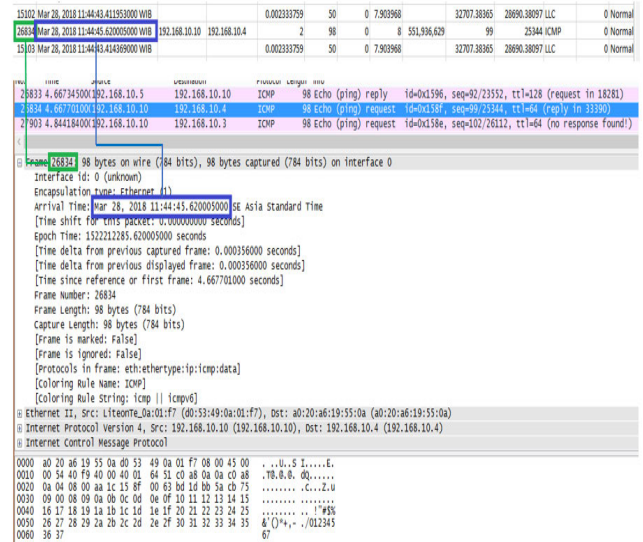 15102 Mar 28, 2018 11:44:43.411953000 WIB 0.002333759 50 0 7.903968 32707.38365 28690.38097 LLC 0 Normal
26834 Mar 28, 2018 11:44:45.620005000 WIB 192.168.10.10 192.168.10.4 2 98 0 8 551,936,629 99 25344 ICMP 0 Normal
15103 Mar 28, 2018 11:44:43.414369000 WIB 0.002333759 50 0 7.903968 32707.38365 28690.38097 LLC 0 Normal
No. Time Source Destination Protocol Length Info
26833 4.66734500(192.168.10.5 192.168.10.10 ICMP 98 Echo (ping) reply id=0x1596, seq=92/23552, ttl=128 (request in 18281)
26834 4.66770100(192.168.10.10 192.168.10.4 ICMP 98 Echo (ping) request id=0x158f, seq=99/25344, ttl=64 (reply in 33390)
27903 4.84418400(192.168.10.10 192.168.10.3 ICMP 98 Echo (ping) request id=0x158e, seq=102/26112, ttl=64 (no response found!)
Frame 26834: 98 bytes on wire (784 bits), 98 bytes captured (784 bits) on interface 0
Interface id: 0 (unknown)
Encapsulation type: Ethernet (1)
Arrival Time: Mar 28, 2018 11:44:45.620005000 SE Asia Standard Time
[Time shift for this packet: 0.000000000 seconds]
Epoch Time: 1522212285.620005000 seconds
[Time delta from previous captured frame: 0.000356000 seconds]
[Time delta from previous displayed frame: 0.000356000 seconds]
[Time since reference or first frame: 4.667701000 seconds]
Frame Number: 26834
Frame Length: 98 bytes (784 bits)
Capture Length: 98 bytes (784 bits)
[Frame is marked: False]
[Frame is ignored: False]
[Protocols in frame: eth:ethertype:ip:icmp:data]
[Coloring Rule Name: ICMP]
[Coloring Rule String: icmp || icmpv6]
Ethernet II, Src: LiteonTe_0a:01:f7 (d0:53:49:0a:01:f7), Dst: a0:20:a6:19:55:0a (a0:20:a6:19:55:0a)
Internet Protocol Version 4, Src: 192.168.10.10 (192.168.10.10), Dst: 192.168.10.4 (192.168.10.4)
Internet Control Message Protocol
0000 a0 20 a6 19 55 0a d0 53 49 0a 01 f7 08 00 45 00 . ..U..S I.....E.
0010 00 54 40 f9 40 00 40 01 64 51 c0 a8 0a 0a c0 a8 .T@.@.@. dQ......
0020 0a 04 08 00 aa 1c 15 8f 00 63 bd 1d bb 5a cb 75 ........ .c...Z.u
0030 09 00 08 09 0a 0b 0c 0d 0e 0f 10 11 12 13 14 15 ........ ........
0040 16 17 18 19 1a 1b 1c 1d 1e 1f 20 21 22 23 24 25 ........ .. !"#$%
0050 26 27 28 29 2a 2b 2c 2d 2e 2f 30 31 32 33 34 35 &'()*+,- ./012345
0060 36 37 67